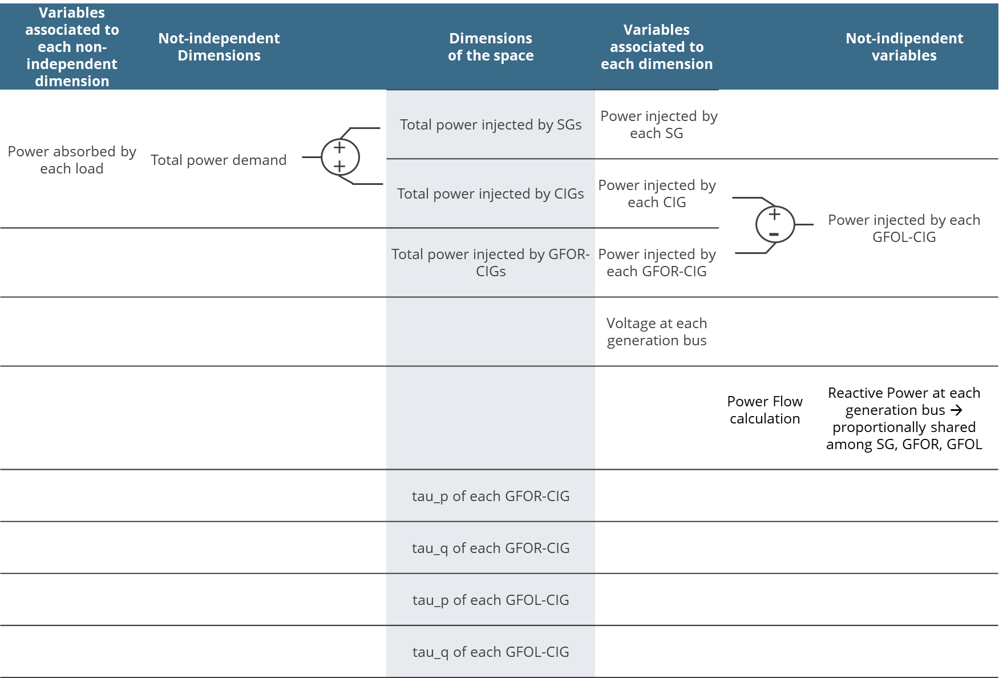 Variables
associated to
each non-
independent
dimension
Not-independent
Dimensions
Dimensions
of the space
Variables
associated to
each dimension
Not-indipendent
variables
Power absorbed by
each load
Total power demand
+
+
Total power injected by SGs
Power injected by
each SG
Total power injected by CIGs
Power injected by
each CIG
+
-
Power injected by each
GFOL-CIG
Total power injected by GFOR-
CIGs
Power injected by
each GFOR-CIG
Voltage at each
generation bus
Power Flow
calculation
Reactive Power at each
generation bus →
proportionally shared
among SG, GFOR, GFOL
tau_p of each GFOR-CIG
tau_q of each GFOR-CIG
tau_p of each GFOL-CIG
tau_q of each GFOL-CIG